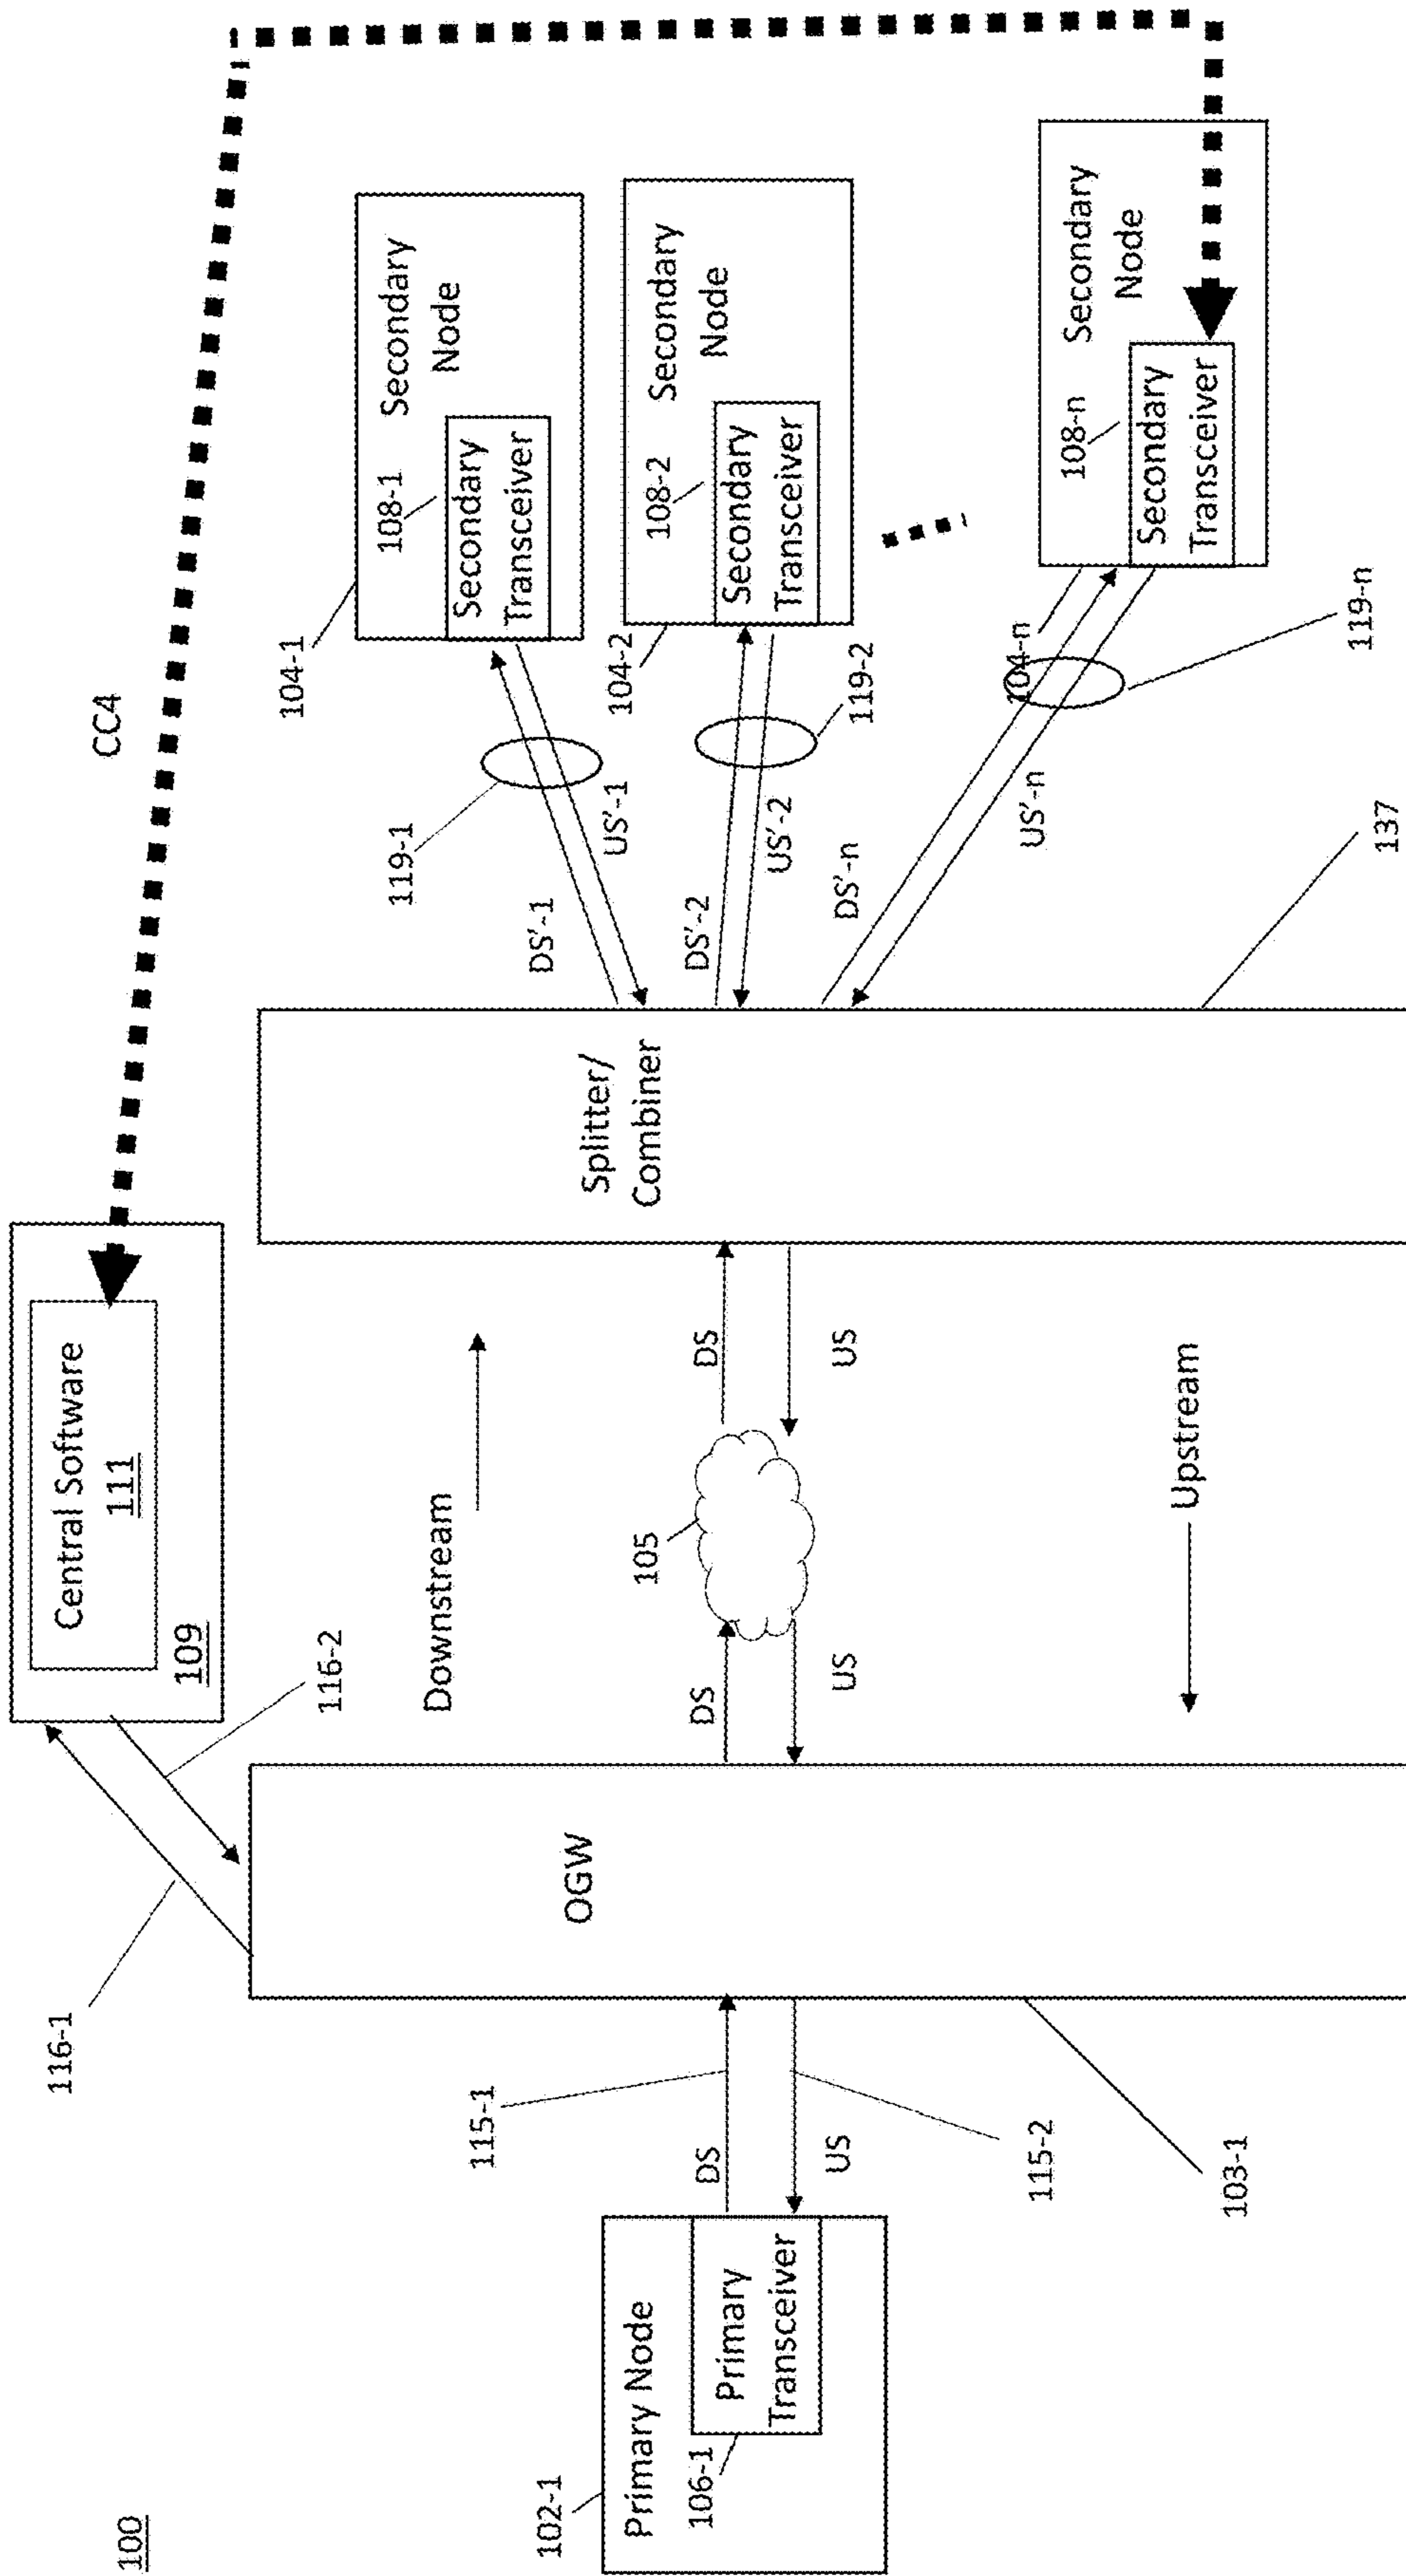 100
CC4
Central Software
111
109
116-1
116-2
Downstream
102-1
Primary Node
106-1
Primary
Transceiver
115-1
DS
US
115-2
103-1
OGW
DS
US
105
DS
US
Upstream
Splitter/
Combiner
137
DS'-1
US'-1
119-1
DS'-2
US'-2
119-2
DS'-n
US'-n
119-n
104-1
108-1
Secondary
Node
Secondary
Transceiver
104-2
108-2
Secondary
Node
Secondary
Transceiver
104-n
108-n
Secondary
Node
Secondary
Transceiver